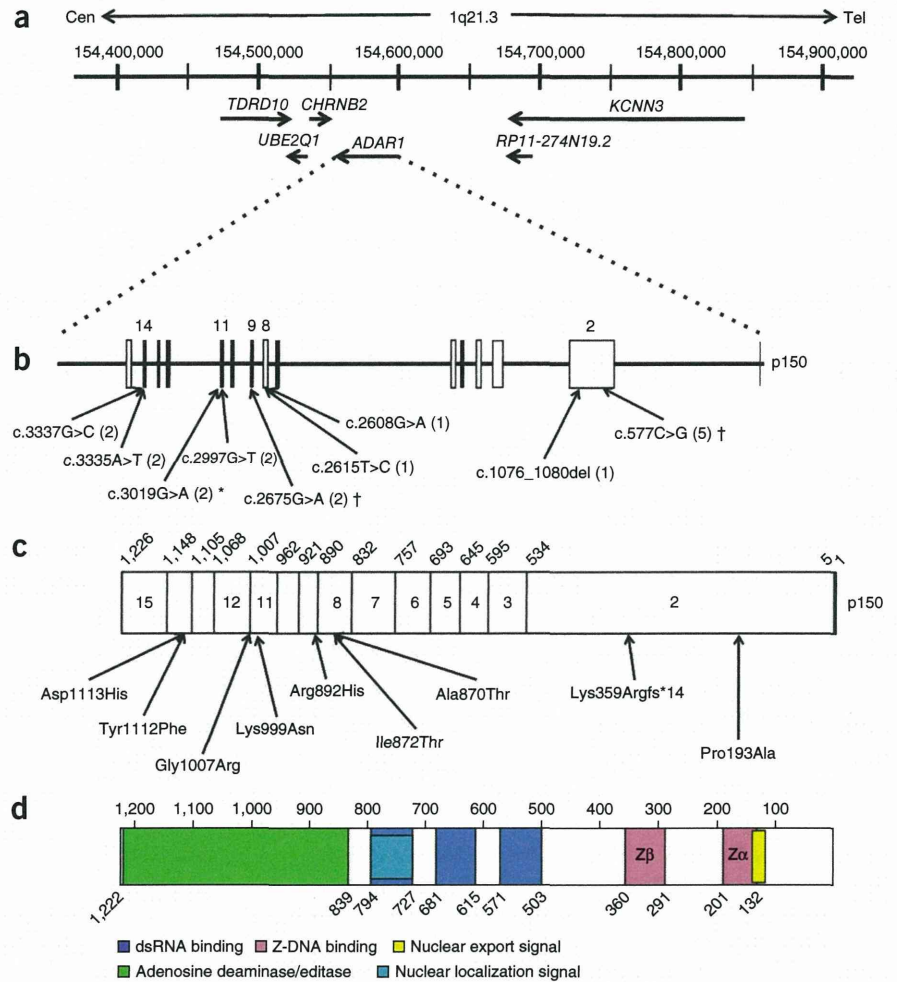 a
Cen 1q21.3 Tel
154,400,000 154,500,000 154,600,000 154,700,000 154,800,000 154,900,000
TDRD10 CHRNB2 KCNN3
UBE2Q1 ADAR1 RP11-274N19.2
b
14 11 9 8 2
p150
c.3337G>C (2)
c.3335A>T (2)
c.3019G>A (2) *
c.2997G>T (2)
c.2675G>A (2) †
c.2615T>C (1)
c.2608G>A (1)
c.1076_1080del (1)
c.577C>G (5) †
c
1,226 1,148 1,105 1,068 1,007 962 921 890 832 757 693 645 595 534 5 1
15 12 11 8 7 6 5 4 3 2 p150
Asp1113His
Tyr1112Phe
Gly1007Arg
Lys999Asn
Arg892His
Ile872Thr
Ala870Thr
Lys359Argfs*14
Pro193Ala
d
1,200 1,100 1,000 900 800 700 600 500 400 300 200 100
Zβ Zα
1,222 839 794 727 681 615 571 503 360 291 201 132
dsRNA binding Z-DNA binding Nuclear export signal
Adenosine deaminase/editase Nuclear localization signal